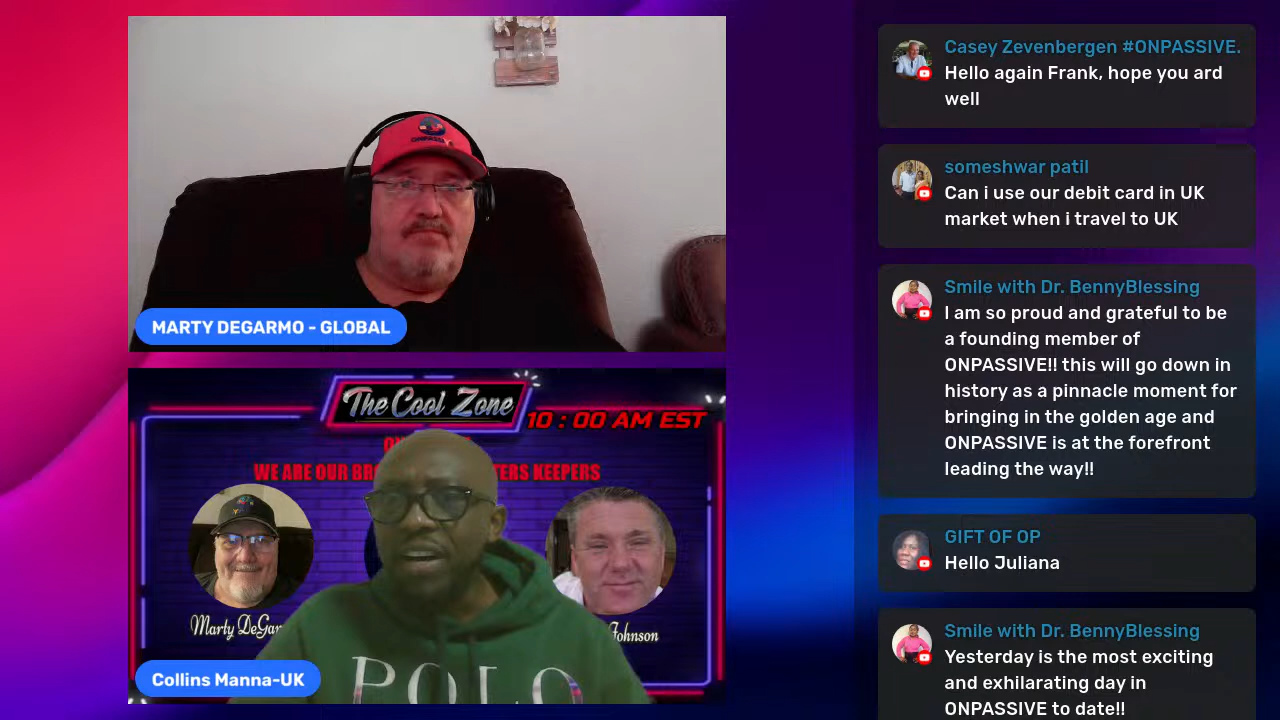 MARTY DEGARMO - GLOBAL
The Cool Zone
10 : 00 AM EST
WE ARE OUR
KEEPERS
Marty
Johnson
POLO
Collins Manna-UK
Casey Zevenbergen #ONPASSIVE.
Hello again Frank, hope you ard
well
someshwar patil
Can i use our debit card in UK
market when i travel to UK
Smile with Dr. BennyBlessing
I am so proud and grateful to be
a founding member of
ONPASSIVE!! this will go down in
history as a pinnacle moment for
bringing in the golden age and
ONPASSIVE is at the forefront
leading the way!!
GIFT OF OP
Hello Juliana
Smile with Dr. BennyBlessing
Yesterday is the most exciting
and exhilarating day in
ONPASSIVE to date!!